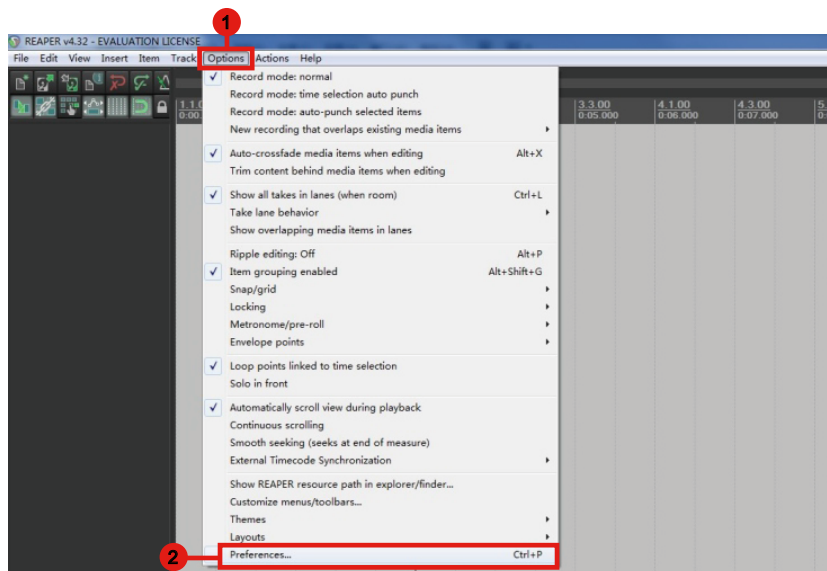 1
REAPER v4.32 - EVALUATION LICENSE
File Edit View Insert Item Track Options Actions Help
Record mode: normal
Record mode: time selection auto punch
Record mode: auto-punch selected items
New recording that overlaps existing media items
3.3.00 4.1.00 4.3.00
0:05.000 0:06.000 0:07.000
Auto-crossfade media items when editing Alt+X
Trim content behind media items when editing
Show all takes in lanes (when room) Ctrl+L
Take lane behavior
Show overlapping media items in lanes
Ripple editing: Off Alt+P
Item grouping enabled Alt+Shift+G
Snap/grid
Locking
Metronome/pre-roll
Envelope points
Loop points linked to time selection
Solo in front
Automatically scroll view during playback
Continuous scrolling
Smooth seeking (seeks at end of measure)
External Timecode Synchronization
Show REAPER resource path in explorer/finder...
Customize menus/toolbars...
Themes
Layouts
2
Preferences... Ctrl+P